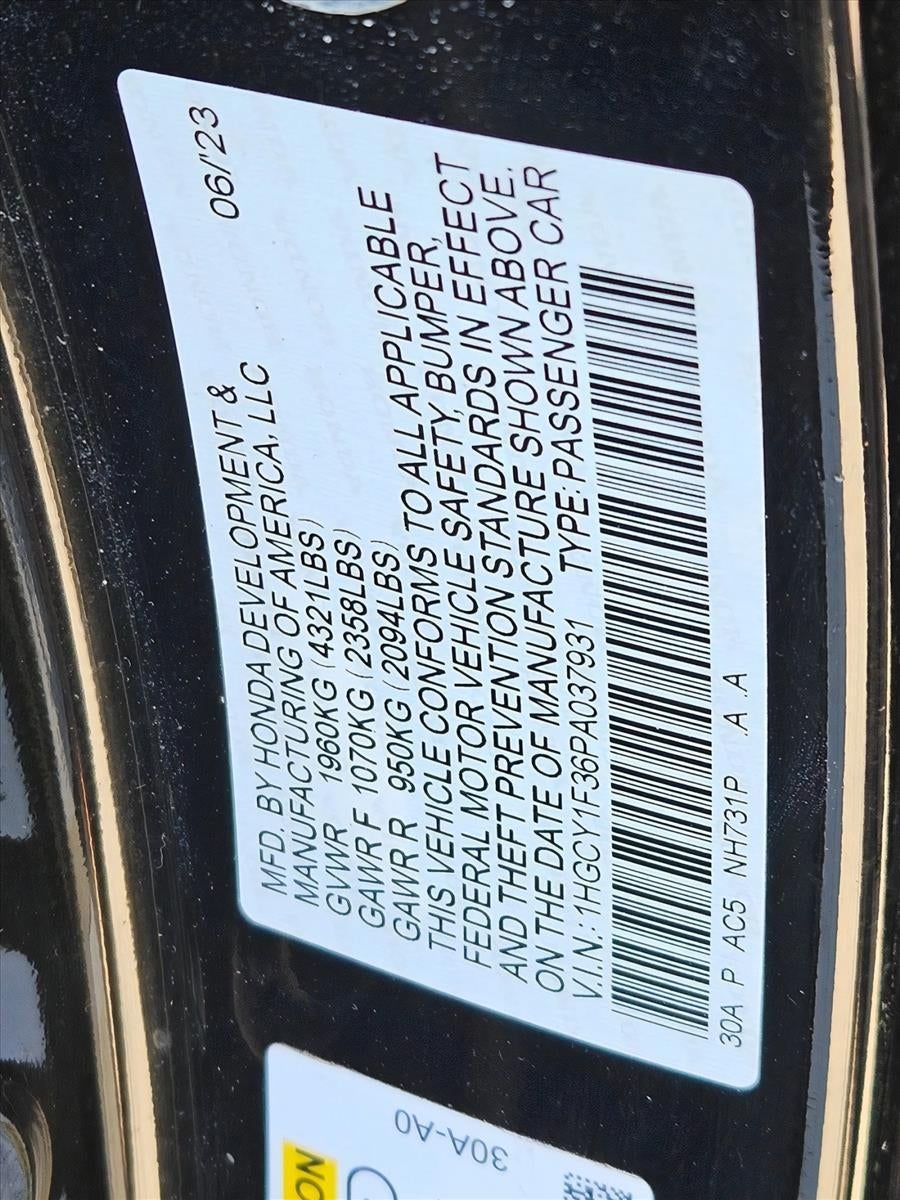 06/'23
MFD. BY HONDA DEVELOPMENT &
MANUFACTURING OF AMERICA, LLC
GVWR 1960KG (4321LBS)
GAWR F 1070KG (2358LBS)
GAWR R 950KG (2094LBS)
THIS VEHICLE CONFORMS TO ALL APPLICABLE
FEDERAL MOTOR VEHICLE SAFETY, BUMPER,
AND THEFT PREVENTION STANDARDS IN EFFECT
ON THE DATE OF MANUFACTURE SHOWN ABOVE.
V.I.N.:1HGCY1F36PA037931 TYPE:PASSENGER CAR
30A P AC5 NH731P .A .A
30A-A0
ON